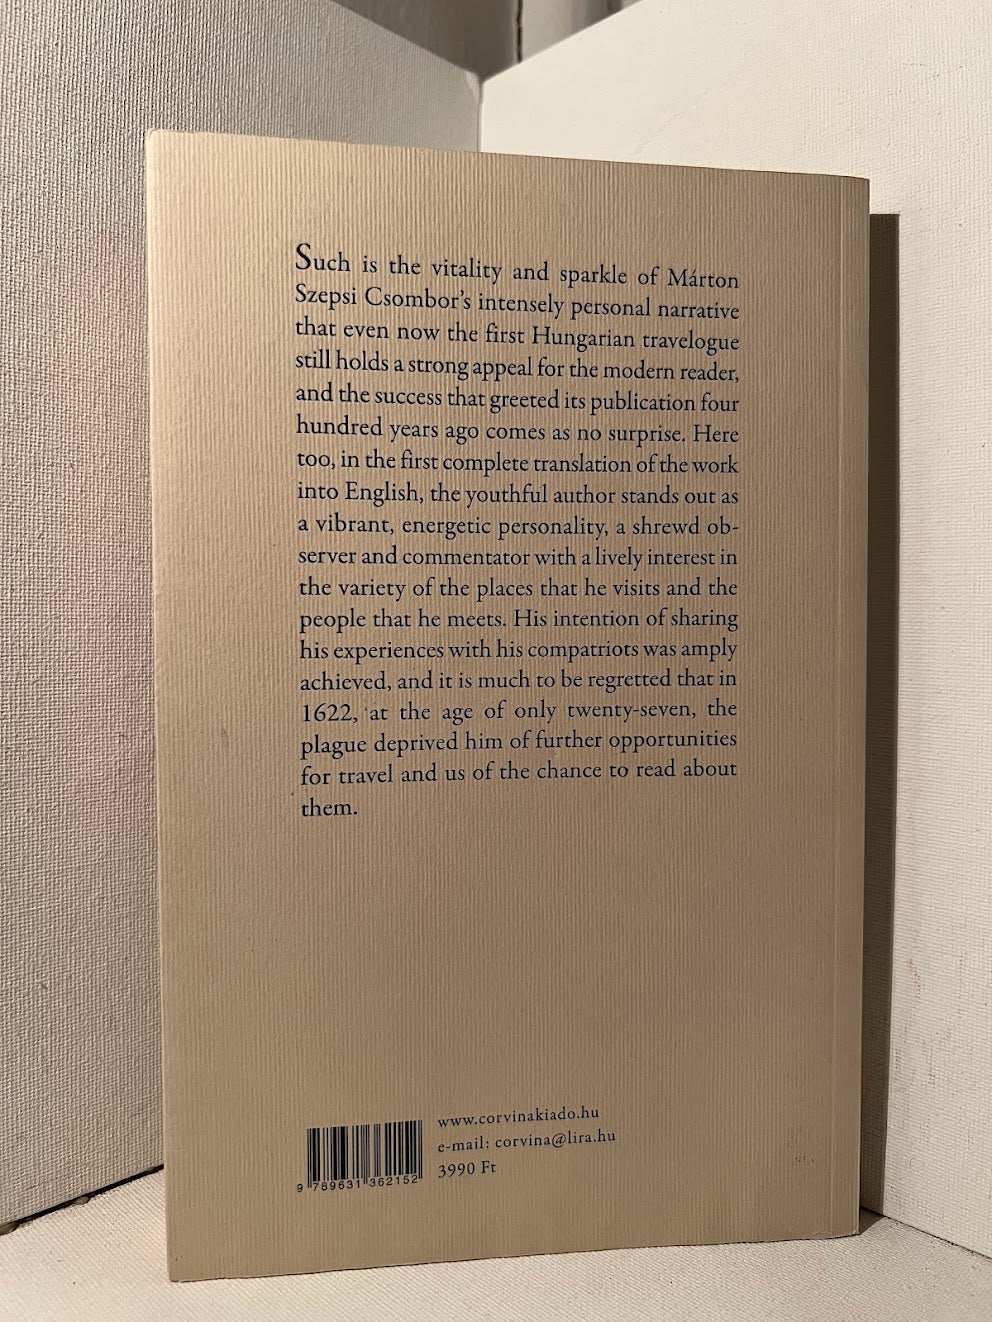 Such is the vitality and sparkle of Márton
Szepsi Csombor's intensely personal narrative
that even now the first Hungarian travelogue
still holds a strong appeal for the modern reader,
and the success that greeted its publication four
hundred years ago comes as no surprise. Here
too, in the first complete translation of the work
into English, the youthful author stands out as
a vibrant, energetic personality, a shrewd ob-
server and commentator with a lively interest in
the variety of the places that he visits and the
people that he meets. His intention of sharing
his experiences with his compatriots was amply
achieved, and it is much to be regretted that in
1622, at the age of only twenty-seven, the
plague deprived him of further opportunities
for travel and us of the chance to read about
them.
www.corvinakiado.hu
e-mail: corvina@lira.hu
3990 Ft
9 789631 362152